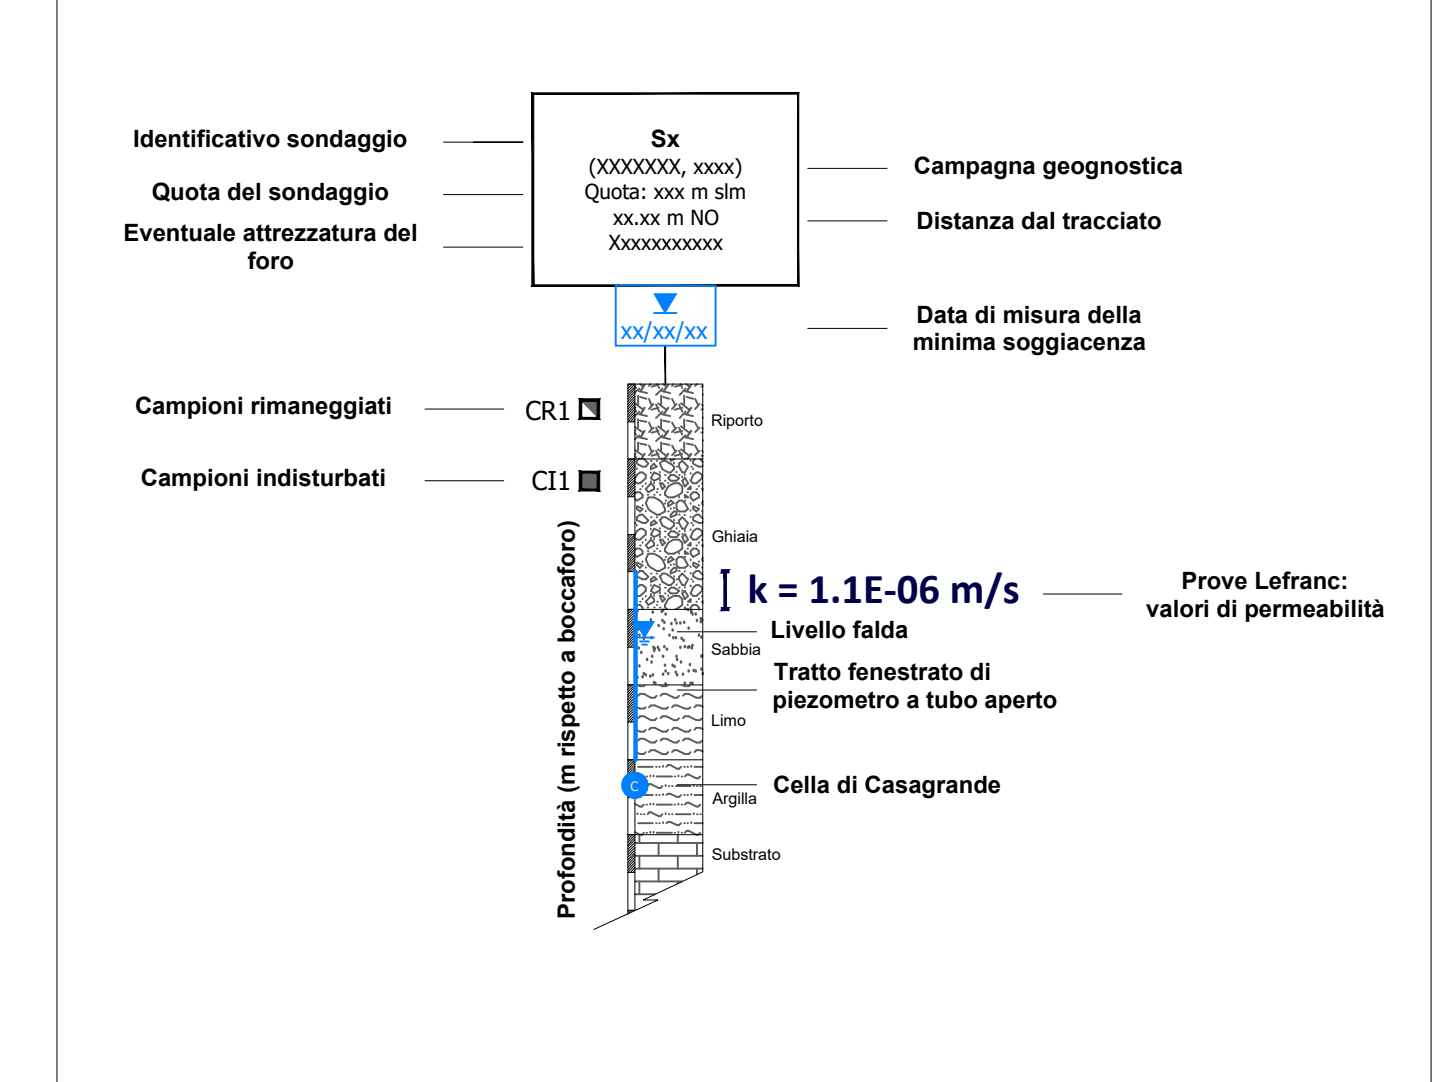 Identificativo sondaggio
Quota del sondaggio
Eventuale attrezzatura del
foro
Sx
(XXXXXXX, xxxx)
Quota: xxx m slm
xx.xx m NO
Xxxxxxxxxxx
Campagna geognostica
Distanza dal tracciato
xx/xx/xx
Data di misura della
minima soggiacenza
Campioni rimaneggiati
CR1
Riporto
Campioni indisturbati
CI1
Profondità (m rispetto a boccaforo)
Ghiaia
k = 1.1E-06 m/s
Prove Lefranc:
valori di permeabilità
Livello falda
Sabbia
Tratto fenestrato di
piezometro a tubo aperto
Limo
C
Cella di Casagrande
Argilla
Substrato